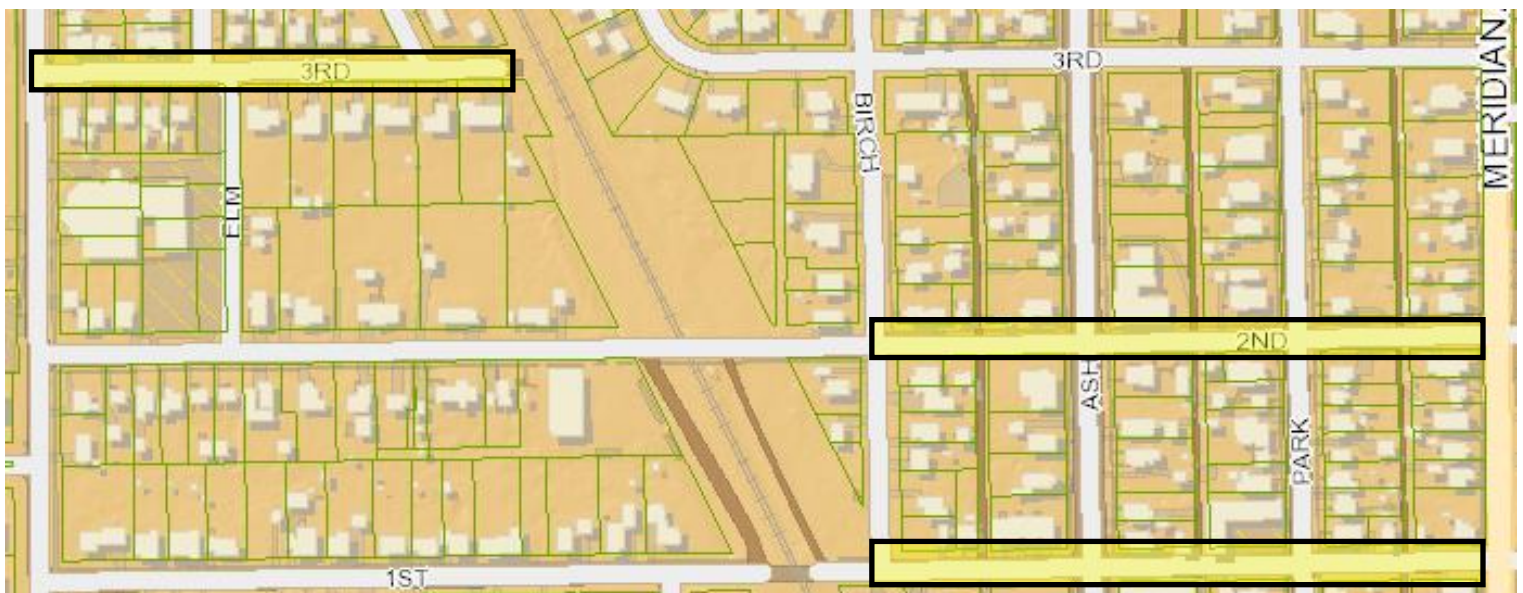 3RD
3RD
BIRCH
MERIDIAN
ELM
2ND
ASH
PARK
1ST